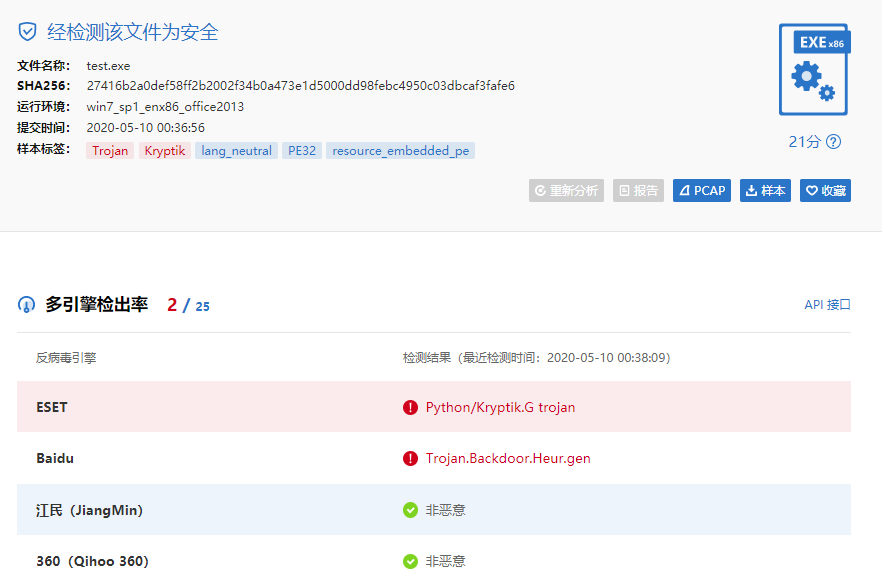 经检测该文件为安全
EXE x86
文件名称: test.exe
SHA256: 27416b2a0def58ff2b2002f34b0a473e1d5000dd98febc4950c03dbcaf3fafe6
运行环境: win7_sp1_enx86_office2013
提交时间: 2020-05-10 00:36:56
样本标签: Trojan Kryptik lang_neutral PE32 resource_embedded_pe
21分 ?
重新分析 报告 PCAP 样本 收藏
多引擎检出率 2 / 25 API 接口
反病毒引擎 检测结果（最近检测时间：2020-05-10 00:38:09）
ESET Python/Kryptik.G trojan
Baidu Trojan.Backdoor.Heur.gen
江民（JiangMin） 非恶意
360（Qihoo 360） 非恶意